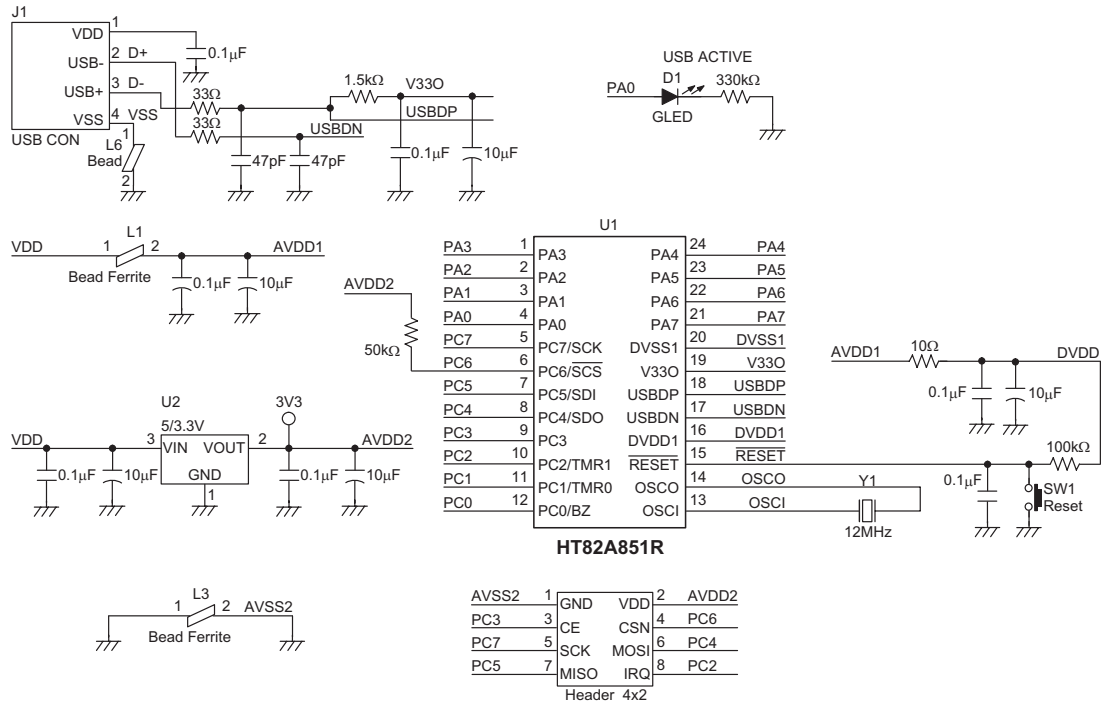 J1
VDD 1
0.1µF
USB- 2 D+
USB+ 3 D-
VSS 4 VSS
USB CON
1
L6
Bead
2
33Ω
33Ω
1.5kΩ
V33O
USBDP
USBDN
47pF
47pF
0.1µF
10µF
USB ACTIVE
PA0
D1
GLED
330kΩ
VDD 1 L1 2 AVDD1
Bead Ferrite
0.1µF
10µF
AVDD2
50kΩ
U2
5/3.3V
VDD 3 VIN VOUT 2 AVDD2
GND
1
3V3
0.1µF
10µF
0.1µF
10µF
U1
PA3 1 PA3 PA4 24 PA4
PA2 2 PA2 PA5 23 PA5
PA1 3 PA1 PA6 22 PA6
PA0 4 PA0 PA7 21 PA7
PC7 5 PC7/SCK DVSS1 20 DVSS1
PC6 6 PC6/SCS V33O 19 V33O
PC5 7 PC5/SDI USBDP 18 USBDP
PC4 8 PC4/SDO USBDN 17 USBDN
PC3 9 PC3 DVDD1 16 DVDD1
PC2 10 PC2/TMR1 RESET 15 RESET
PC1 11 PC1/TMR0 OSCO 14 OSCO
PC0 12 PC0/BZ OSCI 13 OSCI
HT82A851R
Y1
12MHz
AVDD1 10Ω DVDD
0.1µF
10µF
100kΩ
0.1µF
SW1
Reset
1 L3 2 AVSS2
Bead Ferrite
AVSS2 1 GND VDD 2 AVDD2
PC3 3 CE CSN 4 PC6
PC7 5 SCK MOSI 6 PC4
PC5 7 MISO IRQ 8 PC2
Header 4x2